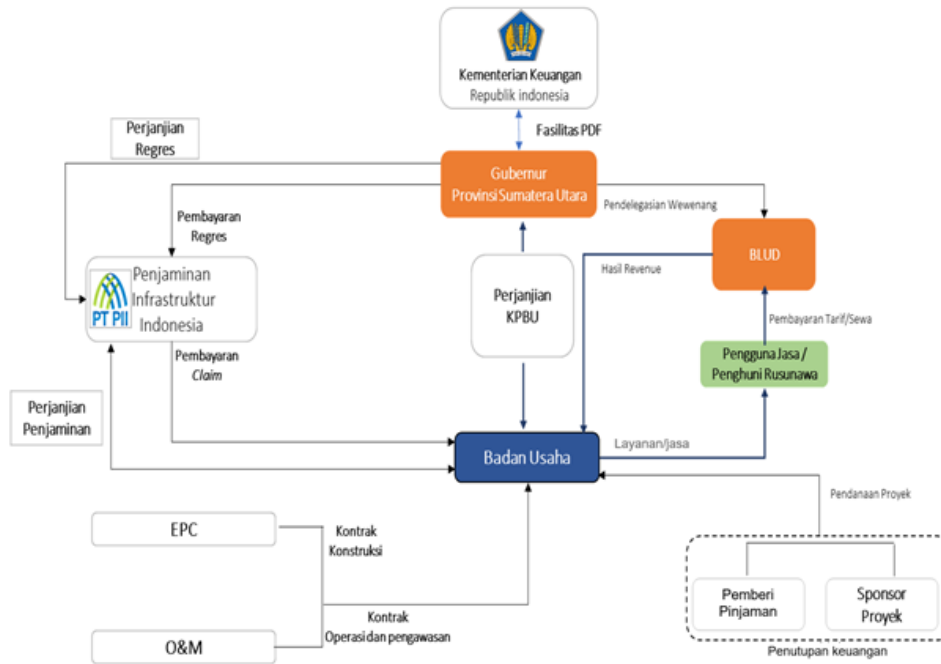 Kementerian Keuangan
Republik indonesia
Fasilitas PDF
Perjanjian
Regres
Gubernur
Provinsi Sumatera Utara
Pendelegasian Wewenang
Pembayaran
Regres
BLUD
Hasil Revenue
PT PII
Penjaminan
Infrastruktur
Indonesia
Perjanjian
KPBU
Pembayaran Tarif/Sewa
Pengguna Jasa /
Penghuni Rusunawa
Pembayaran
Claim
Perjanjian
Penjaminan
Badan Usaha
Layanan/jasa
Pendanaan Proyek
EPC
Kontrak
Konstruksi
Kontrak
Operasi dan pengawasan
O&M
Pemberi
Pinjaman
Sponsor
Proyek
Penutupan keuangan